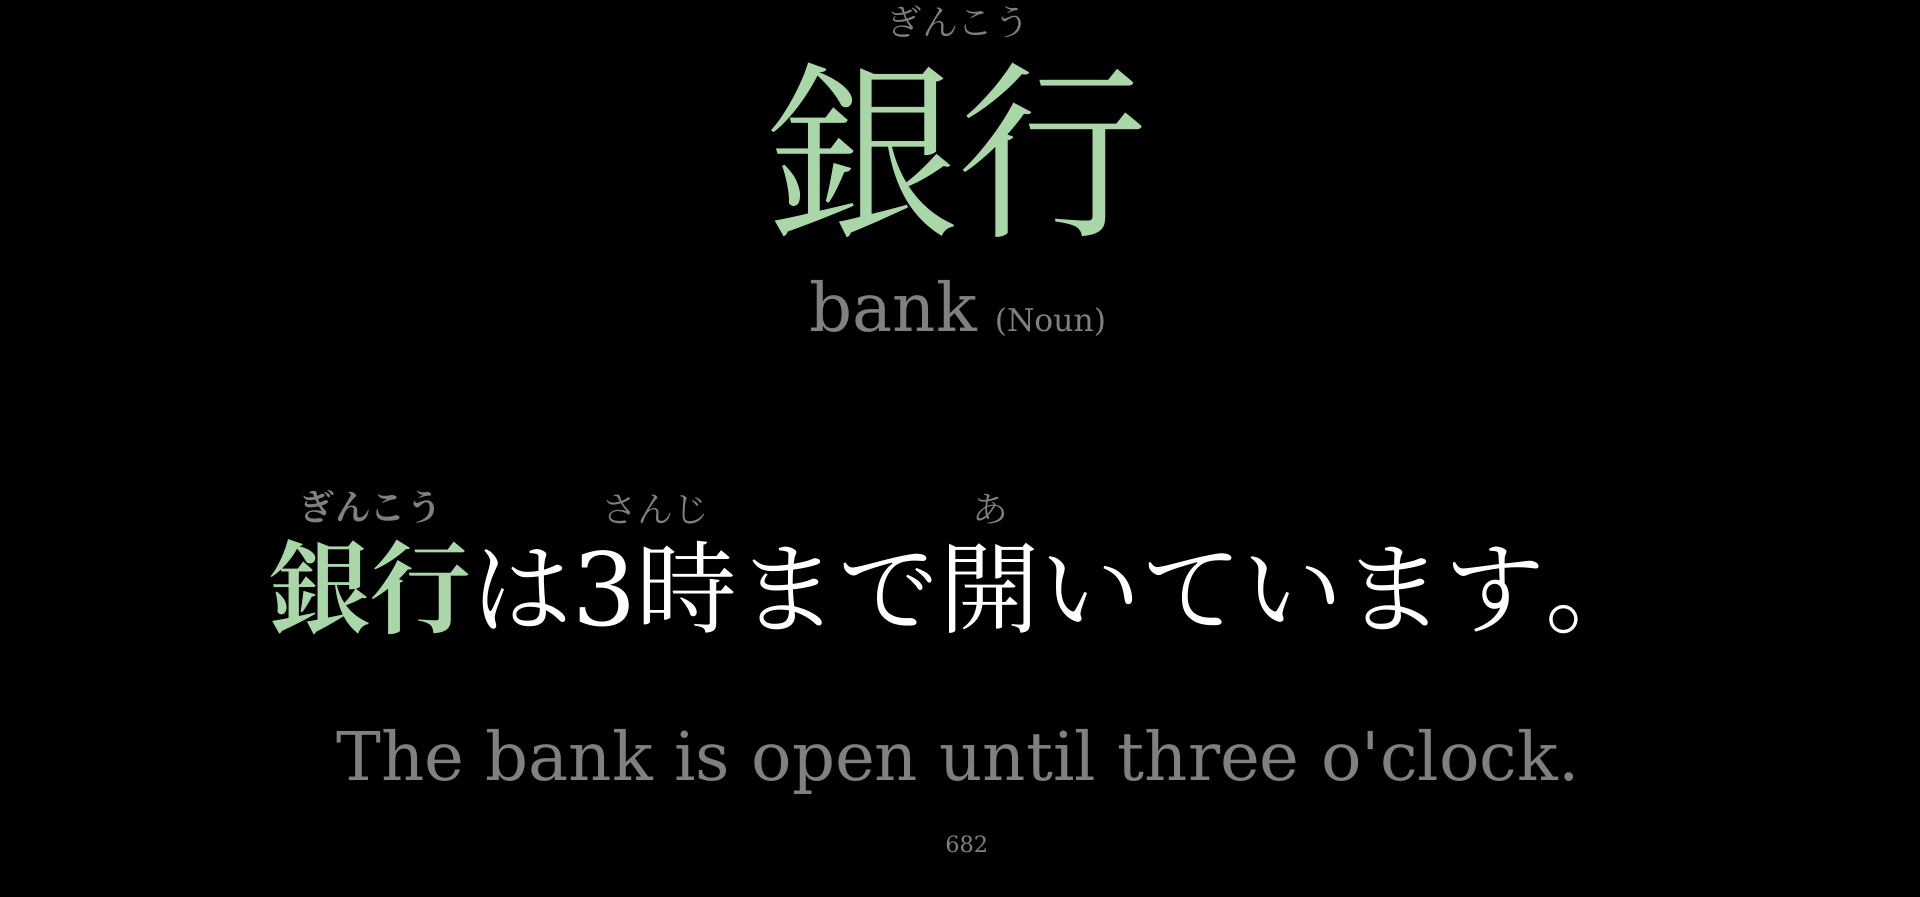 ぎんこう
銀行
bank (Noun)
ぎんこう さんじ あ
銀行は3時まで開いています。
The bank is open until three o'clock.
682